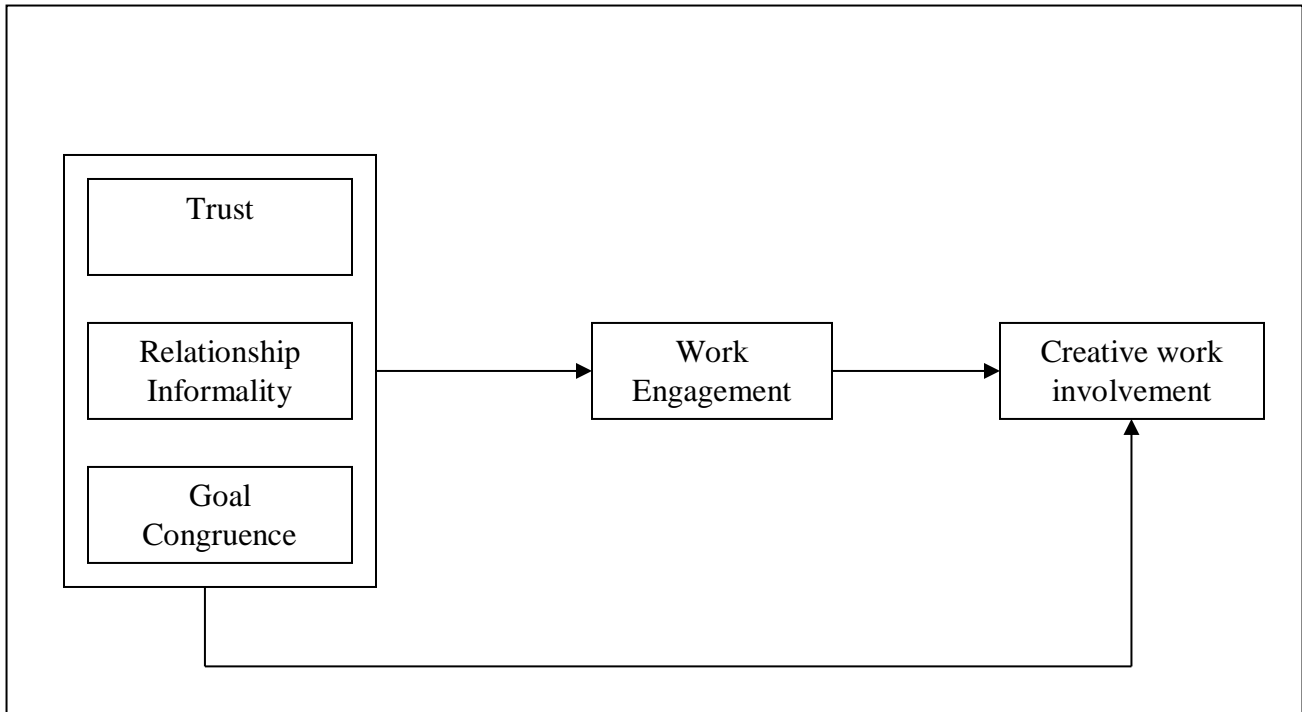 Trust
Relationship
Informality
Goal
Congruence
Work
Engagement
Creative work
involvement